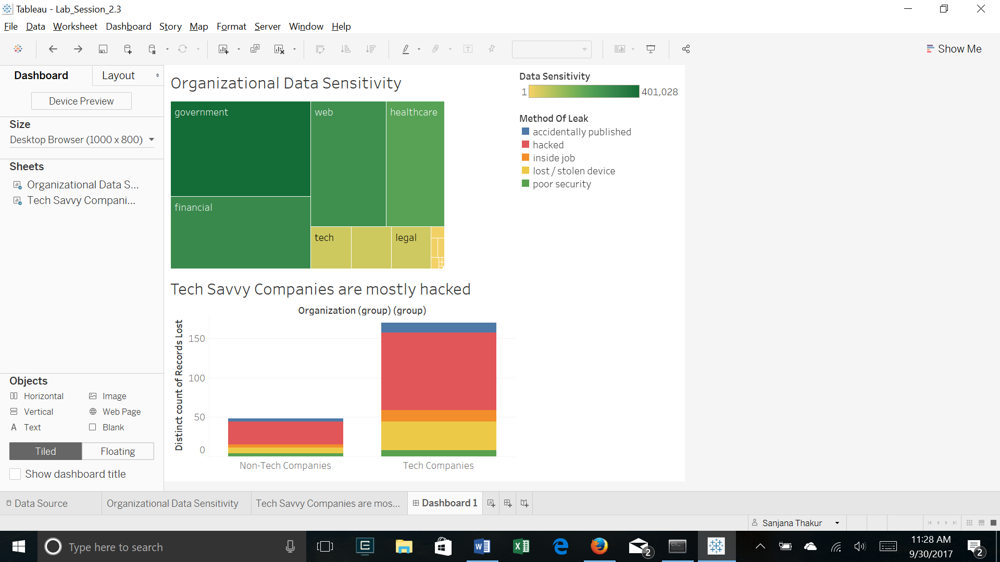 Tableau - Lab_Session_2.3
File Data Worksheet Dashboard Story Map Format Server Window Help
Show Me
Dashboard Layout
Device Preview
Size
Desktop Browser (1000 x 800)
Sheets
Organizational Data S...
Tech Savvy Compani...
Objects
Horizontal Image
Vertical Web Page
A Text Blank
Tiled Floating
Show dashboard title
Organizational Data Sensitivity
government
web
healthcare
financial
tech
legal
Data Sensitivity
1 401,028
Method Of Leak
accidentally published
hacked
inside job
lost / stolen device
poor security
Tech Savvy Companies are mostly hacked
Organization (group) (group)
Distinct count of Records Lost
150
100
50
0
Non-Tech Companies Tech Companies
Data Source Organizational Data Sensitivity Tech Savvy Companies are mos... Dashboard 1
Sanjana Thakur
Type here to search
2
11:28 AM
9/30/2017
2